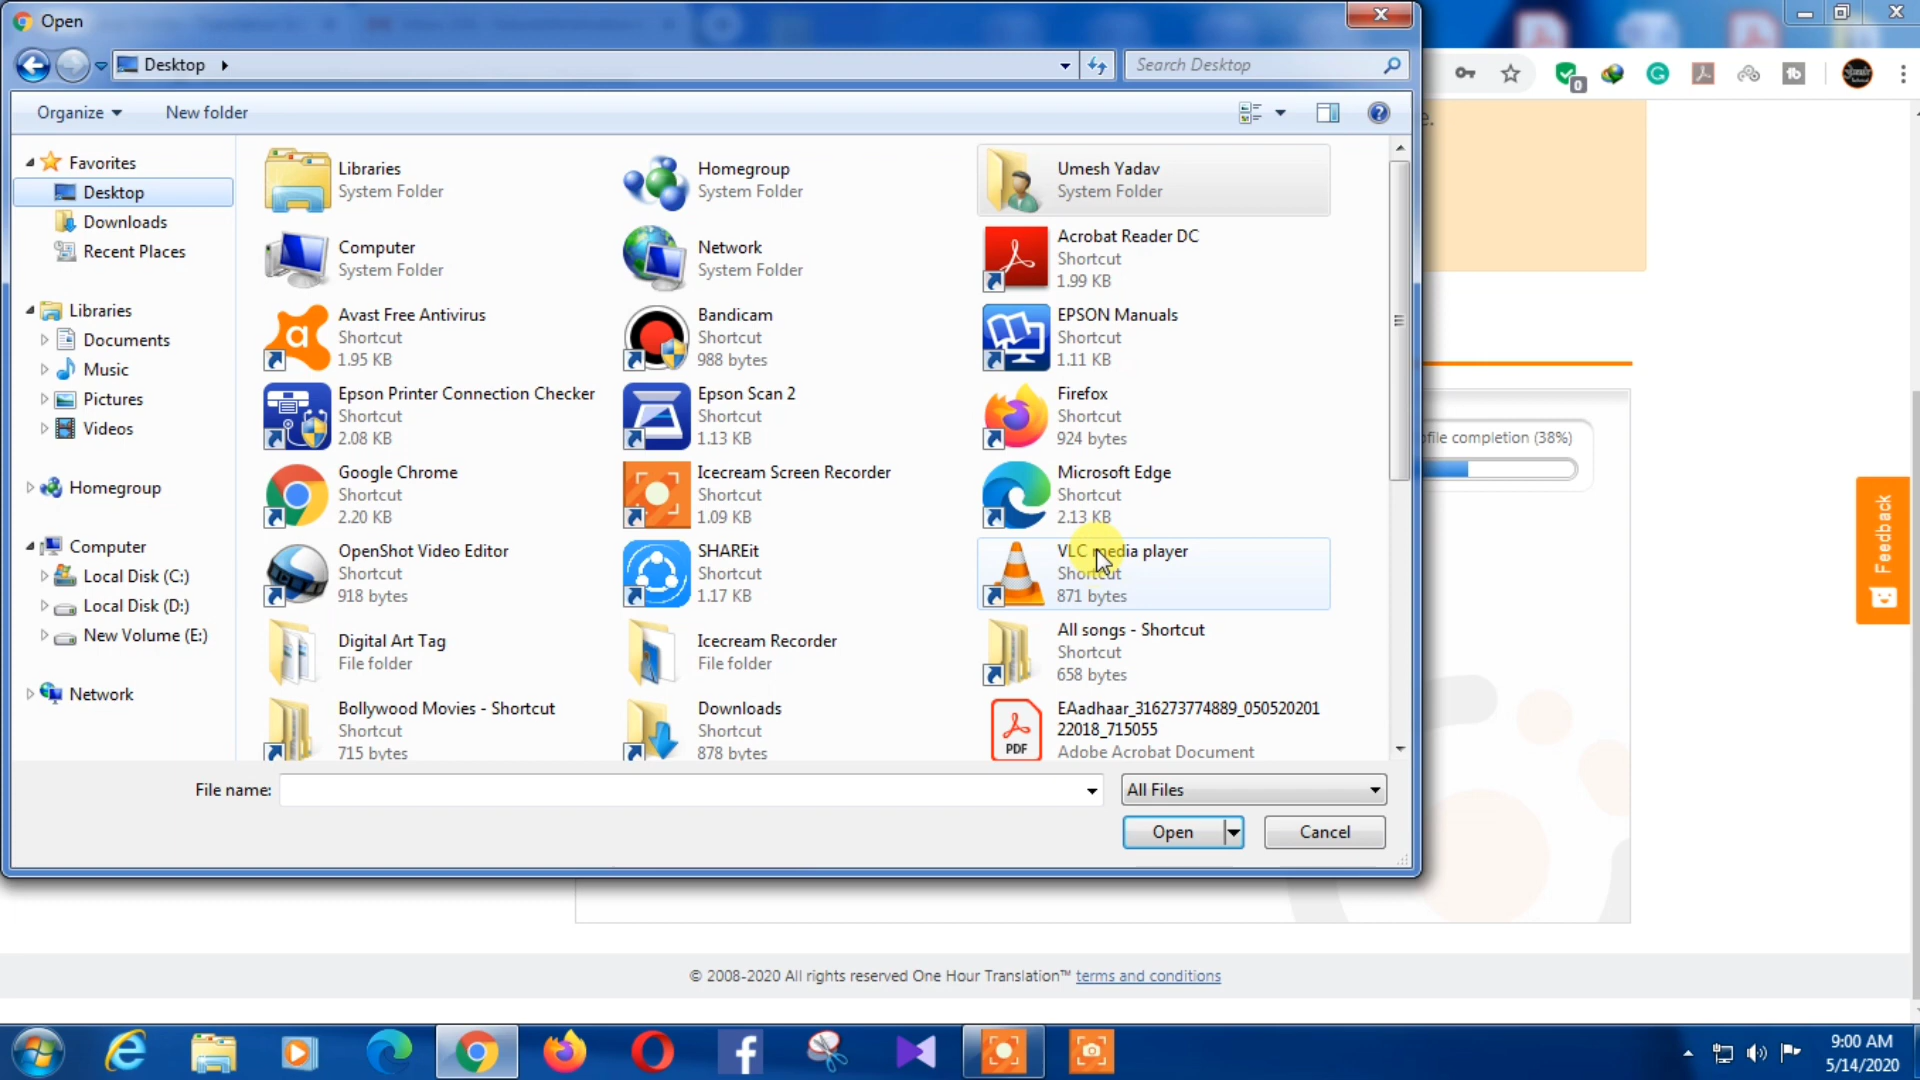 Open
Desktop
Search Desktop
Organize
New folder
0
Favorites
Desktop
Downloads
Recent Places
Libraries
Documents
Music
Pictures
Videos
Homegroup
Computer
Local Disk (C:)
Local Disk (D:)
New Volume (E:)
Network
Libraries
System Folder
Homegroup
System Folder
Umesh Yadav
System Folder
Computer
System Folder
Network
System Folder
Acrobat Reader DC
Shortcut
1.99 KB
Avast Free Antivirus
Shortcut
1.95 KB
Bandicam
Shortcut
988 bytes
EPSON Manuals
Shortcut
1.11 KB
Epson Printer Connection Checker
Shortcut
2.08 KB
Epson Scan 2
Shortcut
1.13 KB
Firefox
Shortcut
924 bytes
Google Chrome
Shortcut
2.20 KB
Icecream Screen Recorder
Shortcut
1.09 KB
Microsoft Edge
Shortcut
2.13 KB
OpenShot Video Editor
Shortcut
918 bytes
SHAREit
Shortcut
1.17 KB
VLC media player
Shortcut
871 bytes
Digital Art Tag
File folder
Icecream Recorder
File folder
All songs - Shortcut
Shortcut
658 bytes
Bollywood Movies - Shortcut
Shortcut
715 bytes
Downloads
Shortcut
878 bytes
PDF
EAadhaar_316273774889_050520201
22018_715055
Adobe Acrobat Document
File name:
All Files
Open
Cancel
ofile completion (38%)
Feedback
© 2008-2020 All rights reserved One Hour Translation™ terms and conditions
9:00 AM
5/14/2020